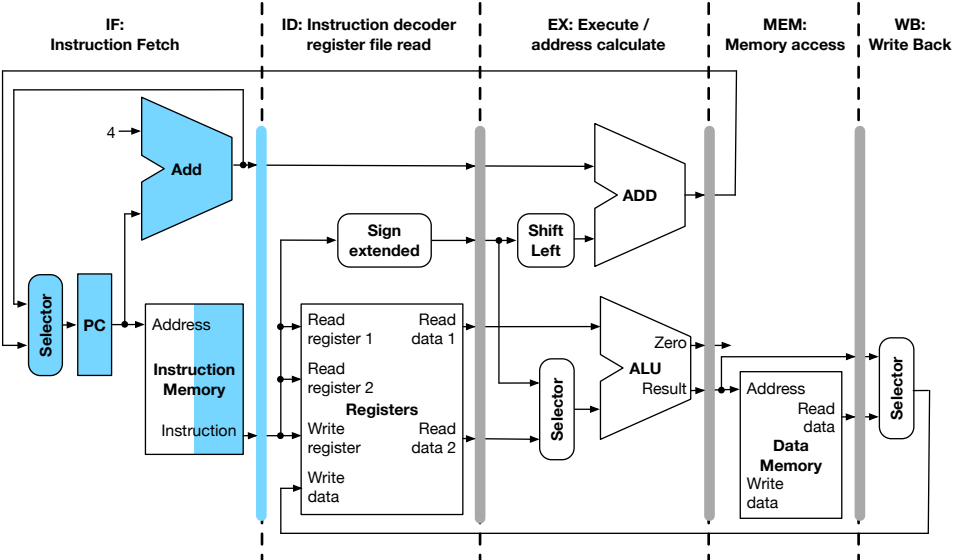 IF:
Instruction Fetch
ID: Instruction decoder
register file read
EX: Execute /
address calculate
MEM:
Memory access
WB:
Write Back
4
Add
ADD
Sign
extended
Shift
Left
Selector
PC
Address
Instruction
Memory
Instruction
Read
register 1
Read
data 1
Read
register 2
Registers
Write
register
Read
data 2
Write
data
Selector
Zero
ALU
Result
Address
Read
data
Data
Memory
Write
data
Selector